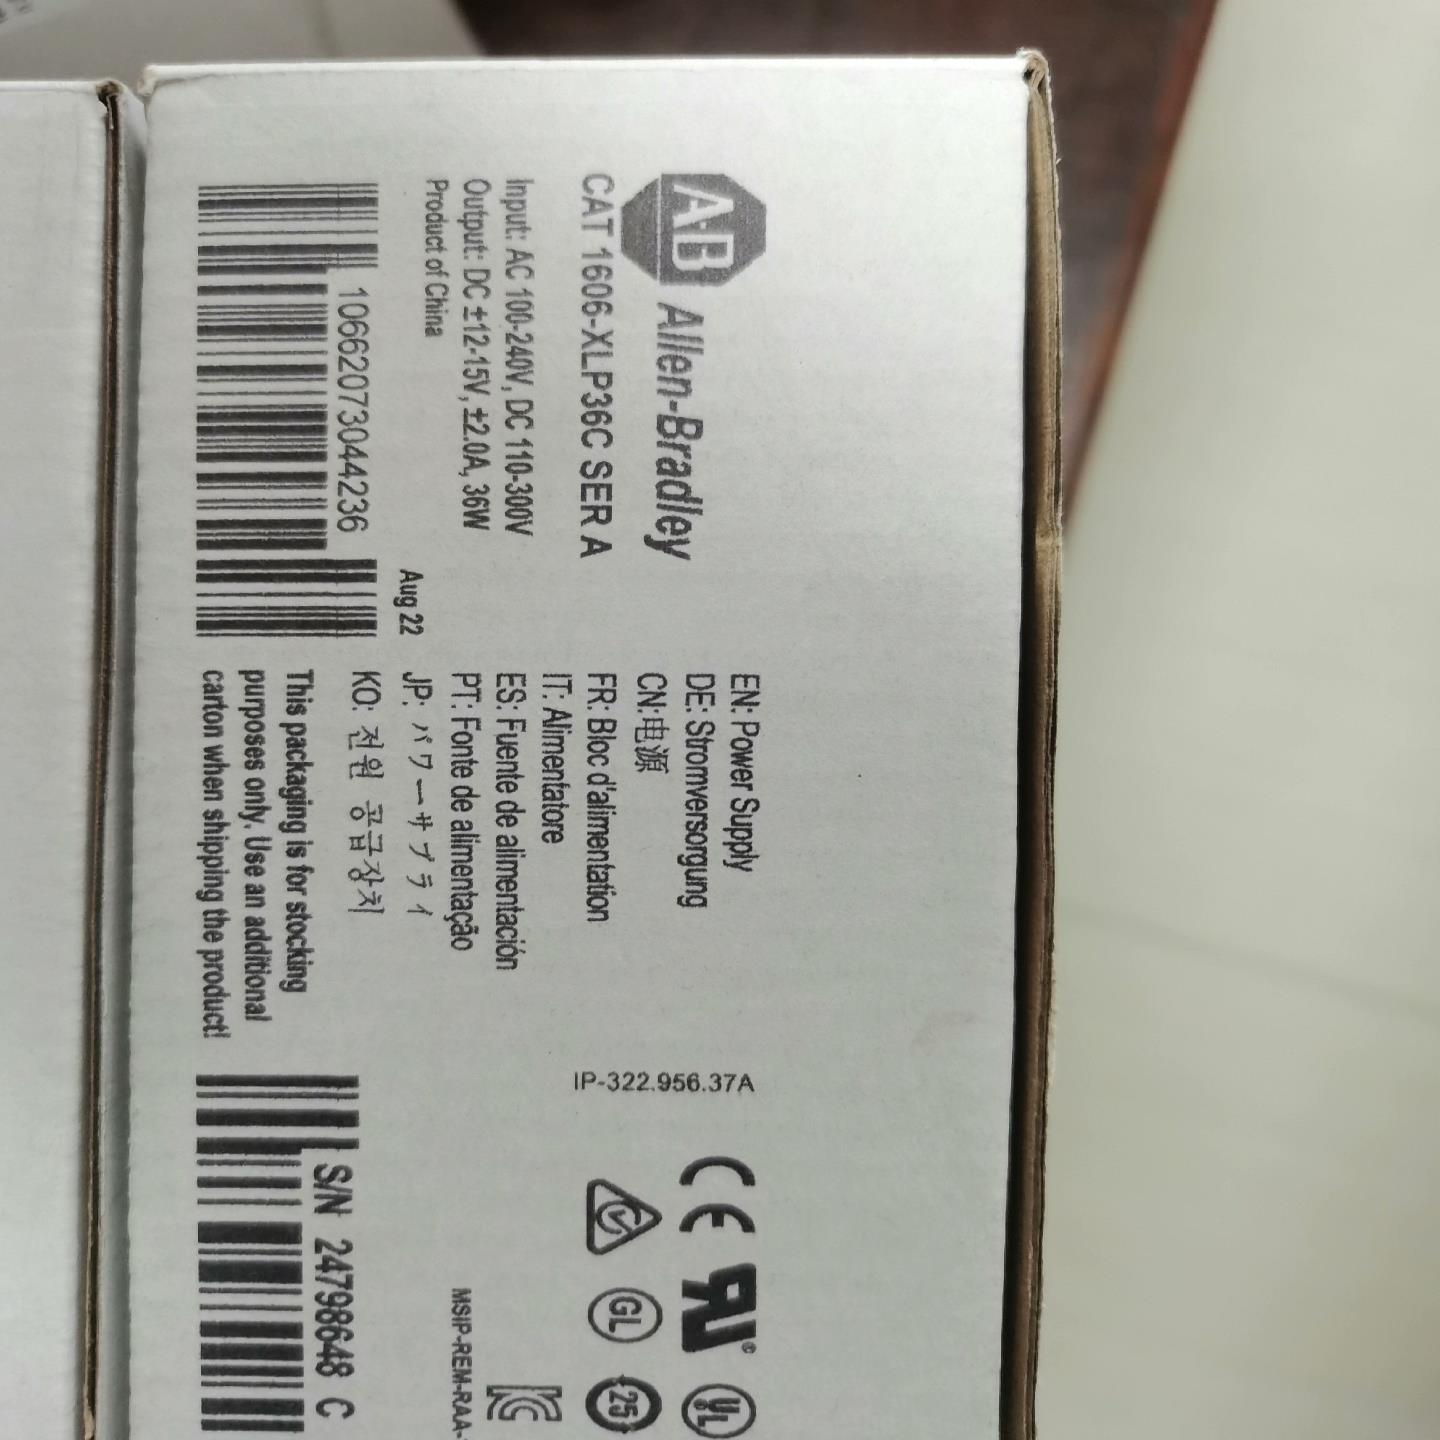 AB Allen-Bradley
CAT 1606-XLP36C SER A
Input: AC 100-240V, DC 110-300V
Output: DC ±12-15V, ±2.0A, 36W
Product of China
Aug 22
10662073044236
EN: Power Supply
DE: Stromversorgung
CN:电源
FR: Bloc d'alimentation
IT: Alimentatore
ES: Fuente de alimentación
PT: Fonte de alimentação
JP: パワーサプライ
KO: 전원 공급장치
This packaging is for stocking
purposes only. Use an additional
carton when shipping the product!
IP-322.956.37A
CE
UL
GL
25
MSIP-REM-RAA-
S/N 24798648 C